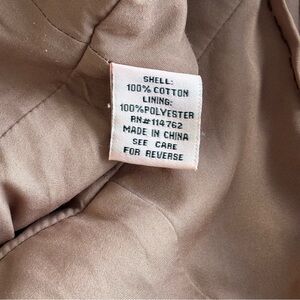 SHELL:
100% COTTON
LINING:
100%POLYESTER
RN#114762
MADE IN CHINA
SEE CARE
FOR REVERSE